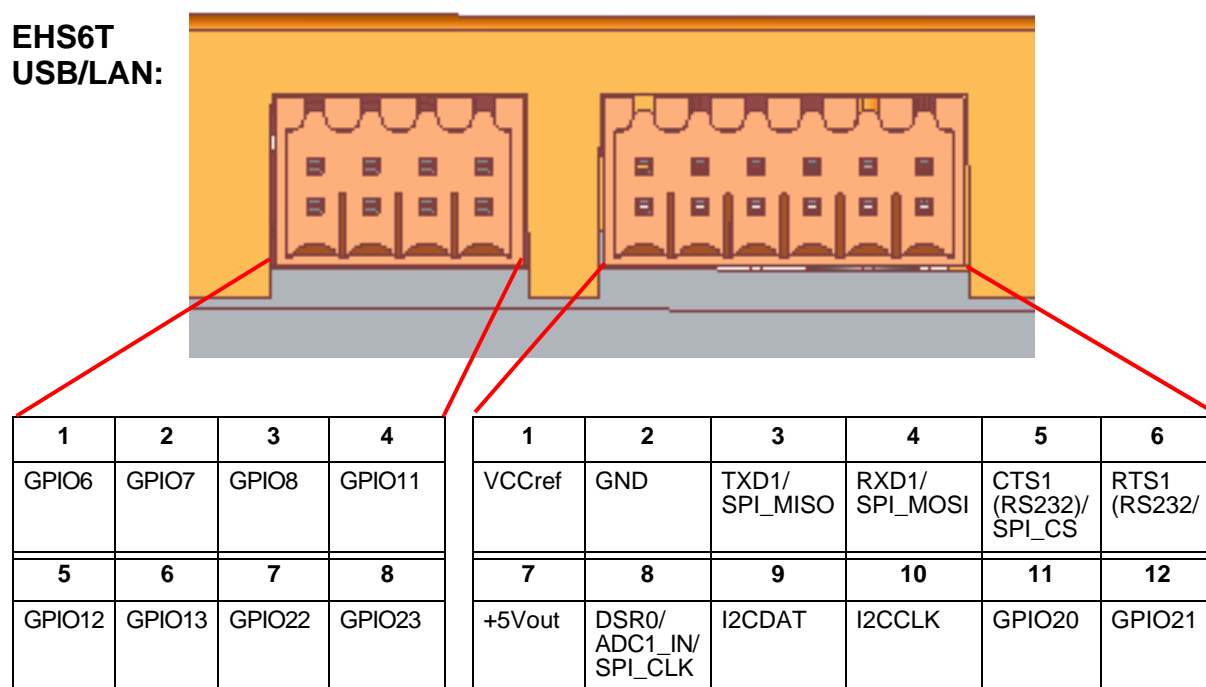 EHS6T
USB/LAN:
1 2 3 4
GPIO6 GPIO7 GPIO8 GPIO11
5 6 7 8
GPIO12 GPIO13 GPIO22 GPIO23
1 2 3 4 5 6
VCCref GND TXD1/ RXD1/ CTS1 RTS1
SPI_MISO SPI_MOSI (RS232)/ (RS232/
SPI_CS
7 8 9 10 11 12
+5Vout DSR0/ I2CDAT I2CCLK GPIO20 GPIO21
ADC1_IN/
SPI_CLK